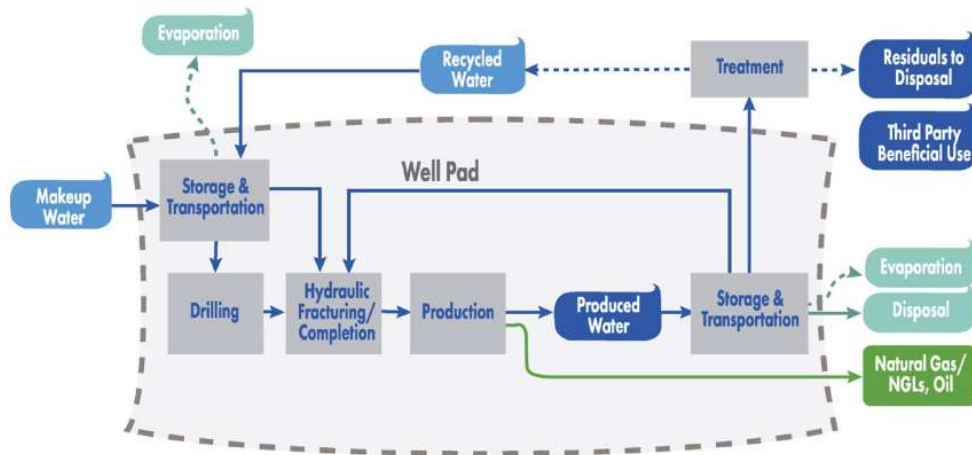 Evaporation
Recycled
Water
Treatment
Residuals to
Disposal
Third Party
Beneficial Use
Well Pad
Makeup
Water
Storage &
Transportation
Drilling
Hydraulic
Fracturing/
Completion
Production
Produced
Water
Storage &
Transportation
Evaporation
Disposal
Natural Gas/
NGLs, Oil